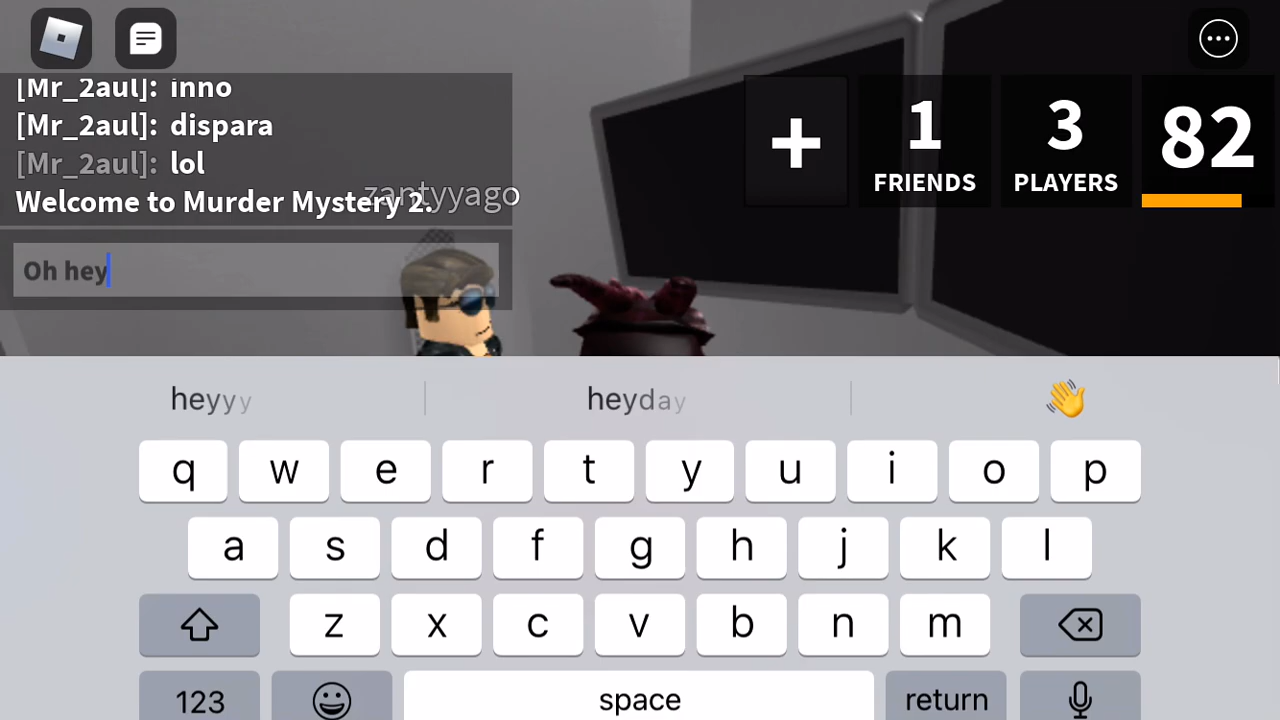 [Mr_2aul]: inno
[Mr_2aul]: dispara
[Mr_2aul]: lol
Welcome to Murder Mystery 2.
zantyyago
Oh hey
+
1
FRIENDS
3
PLAYERS
82
heyyy
heyday
👋
q w e r t y u i o p
a s d f g h j k l
z x c v b n m
123
space
return